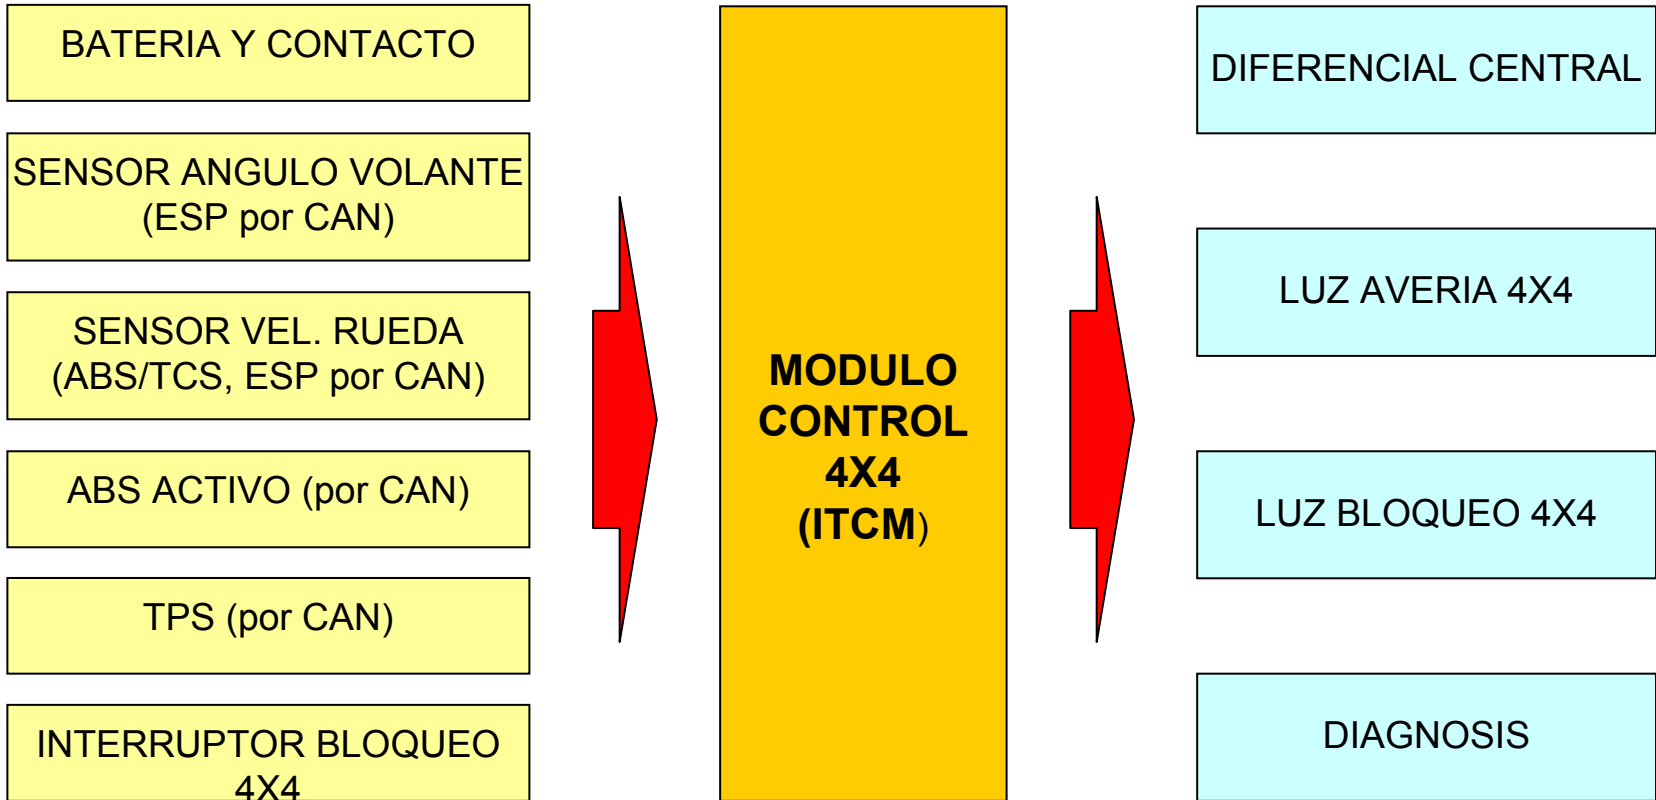 BATERIA Y CONTACTO
SENSOR ANGULO VOLANTE
(ESP por CAN)
SENSOR VEL. RUEDA
(ABS/TCS, ESP por CAN)
ABS ACTIVO (por CAN)
TPS (por CAN)
INTERRUPTOR BLOQUEO
4X4
MODULO
CONTROL
4X4
(ITCM)
DIFERENCIAL CENTRAL
LUZ AVERIA 4X4
LUZ BLOQUEO 4X4
DIAGNOSIS